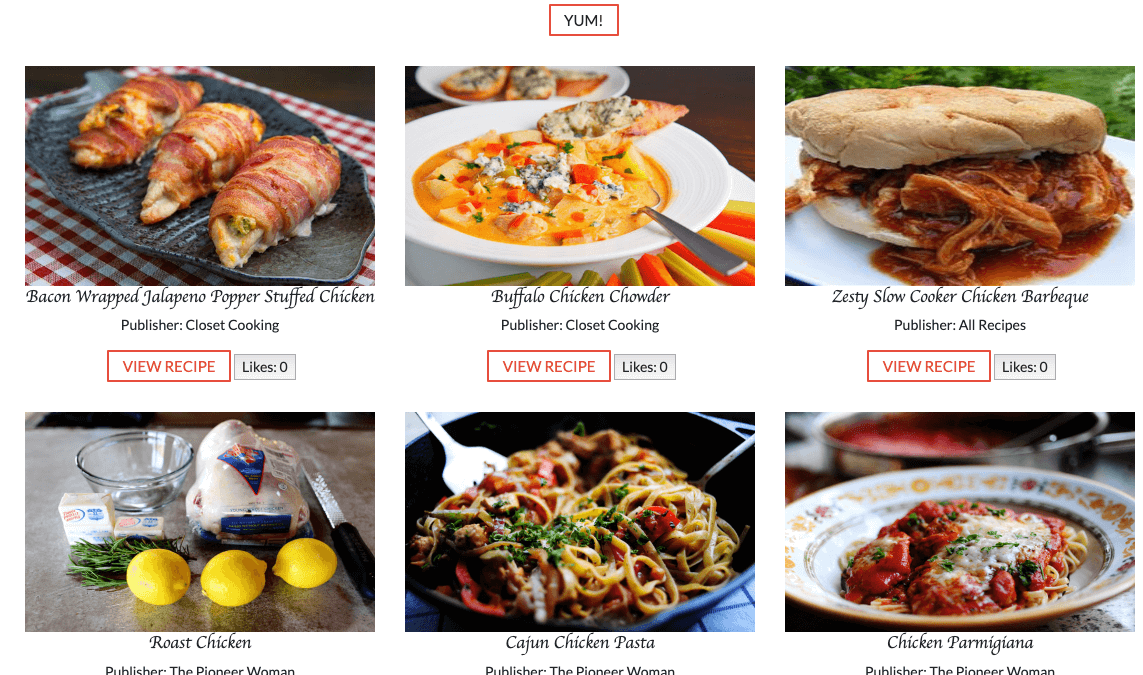 YUM!
Bacon Wrapped Jalapeno Popper Stuffed Chicken
Buffalo Chicken Chowder
Zesty Slow Cooker Chicken Barbeque
Publisher: Closet Cooking
Publisher: Closet Cooking
Publisher: All Recipes
VIEW RECIPE Likes: 0
VIEW RECIPE Likes: 0
VIEW RECIPE Likes: 0
Roast Chicken
Cajun Chicken Pasta
Chicken Parmigiana
Publisher: The Pioneer Woman
Publisher: The Pioneer Woman
Publisher: The Pioneer Woman